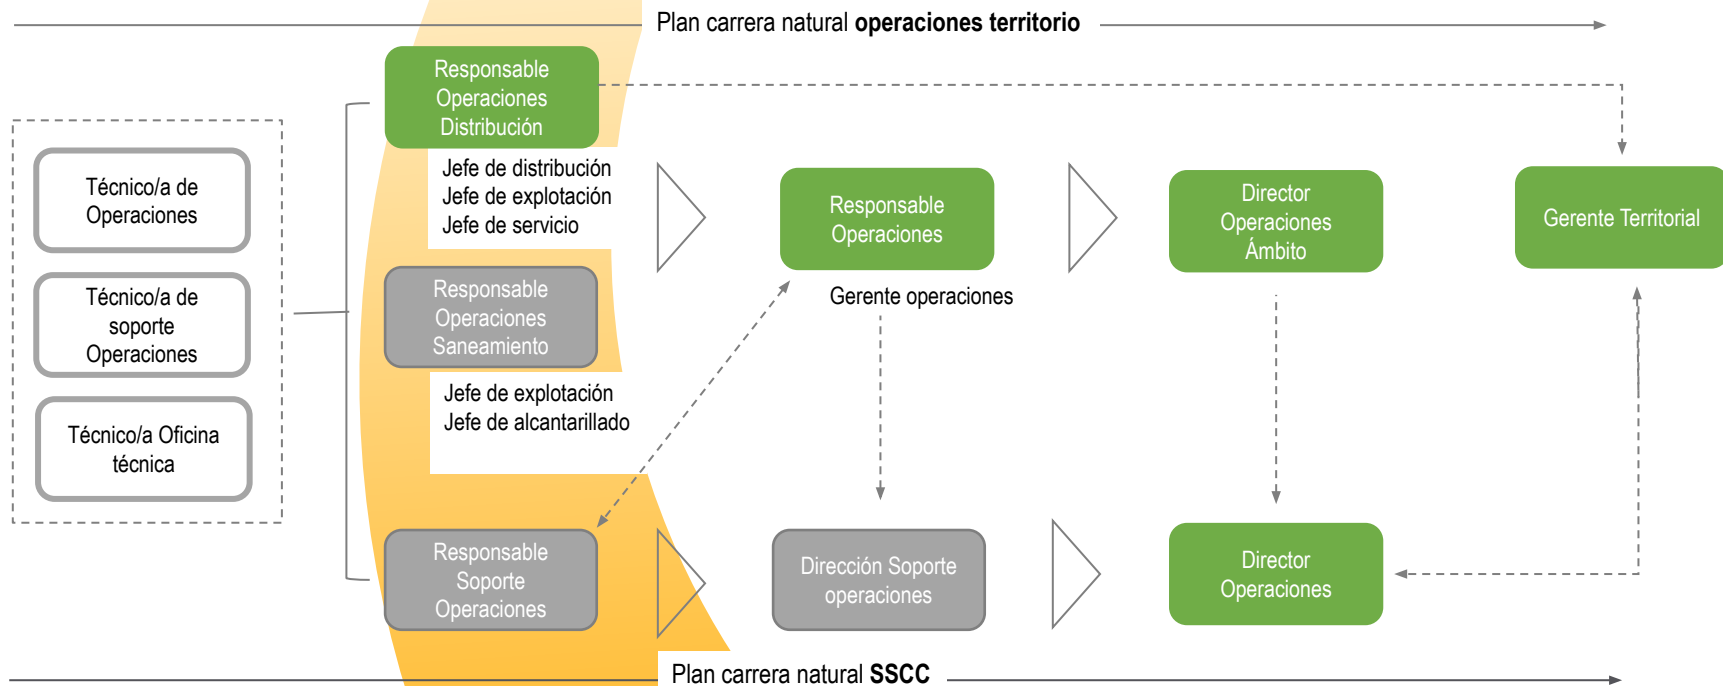 Plan carrera natural operaciones territorio
Técnico/a de
Operaciones
Técnico/a de
soporte
Operaciones
Técnico/a Oficina
técnica
Responsable
Operaciones
Distribución
Jefe de distribución
Jefe de explotación
Jefe de servicio
Responsable
Operaciones
Saneamiento
Jefe de explotación
Jefe de alcantarillado
Responsable
Soporte
Operaciones
Responsable
Operaciones
Gerente operaciones
Dirección Soporte
operaciones
Director
Operaciones
Ámbito
Director
Operaciones
Gerente Territorial
Plan carrera natural SSCC